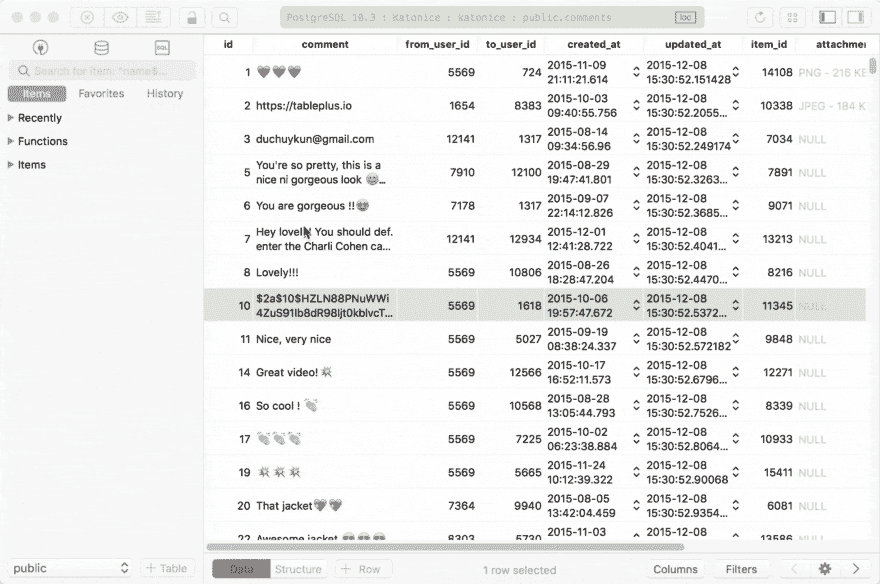 PostgreSQL 10.3 : Katonice : katonice : public.comments
loc
SQL
Search for item: ^name$...
Items Favorites History
Recently
Functions
Items
id comment from_user_id to_user_id created_at updated_at item_id attachmen
1 🖤🖤🖤 5569 724 2015-11-09 21:11:21.614 2015-12-08 15:30:52.151428 14108 PNG - 216 KB
2 https://tableplus.io 1654 8383 2015-10-03 09:40:55.756 2015-12-08 15:30:52.2055... 10338 JPEG - 184 K
3 duchuykun@gmail.com 12141 1317 2015-08-14 09:34:56.96 2015-12-08 15:30:52.249174 7034 NULL
5 You're so pretty, this is a nice ni gorgeous look 😄... 7910 12100 2015-08-29 19:47:41.801 2015-12-08 15:30:52.3263... 7891 NULL
6 You are gorgeous !! 7178 1317 2015-09-07 22:14:12.826 2015-12-08 15:30:52.3685... 9071 NULL
7 Hey lovely! You should def. enter the Charli Cohen ca... 12141 12934 2015-12-01 12:41:28.722 2015-12-08 15:30:52.4041... 13213 NULL
8 Lovely!!! 5569 10806 2015-08-26 18:28:47.204 2015-12-08 15:30:52.4470... 8216 NULL
10 $2a$10$HZLN88PNuWWi 4ZuS91Ib8dR98Ijt0kblvcT... 5569 1618 2015-10-06 19:57:47.672 2015-12-08 15:30:52.5372... 11345 NULL
11 Nice, very nice 5569 5027 2015-09-19 08:38:24.337 2015-12-08 15:30:52.572182 9848 NULL
14 Great video! 💥 5569 12566 2015-10-17 16:52:11.573 2015-12-08 15:30:52.6796... 12271 NULL
16 So cool ! 👏 5569 10568 2015-08-28 13:05:44.793 2015-12-08 15:30:52.7526... 8339 NULL
17 👏👏👏 5569 7225 2015-10-02 06:23:38.884 2015-12-08 15:30:52.8064... 10933 NULL
19 💥💥💥 5569 5665 2015-11-24 10:12:39.322 2015-12-08 15:30:52.90068 15411 NULL
20 That jacket🖤🖤 7364 9940 2015-08-05 13:42:04.459 2015-12-08 15:30:52.9354... 6081 NULL
22 Awesome jacket 😍😍😍 8303 5730 2015-11-03 2015-12-08 13586 NULL
public + Table Data Structure + Row 1 row selected Columns Filters